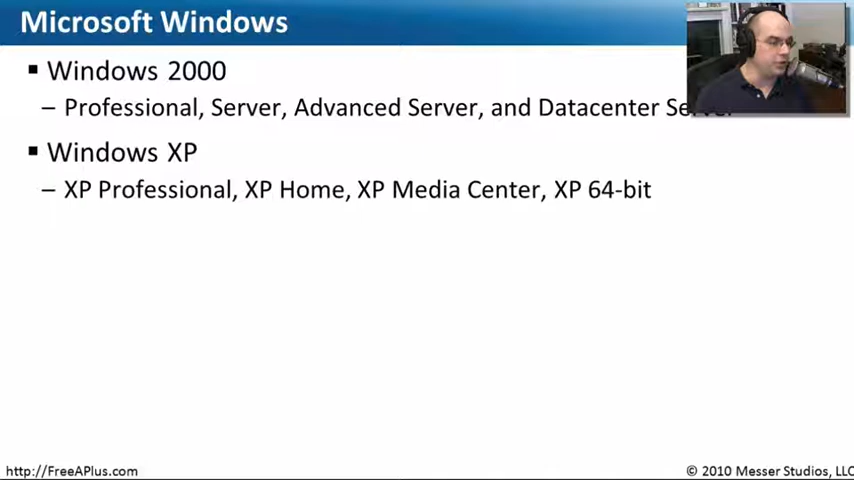 Microsoft Windows
▪ Windows 2000
– Professional, Server, Advanced Server, and Datacenter Server
▪ Windows XP
– XP Professional, XP Home, XP Media Center, XP 64-bit
http://FreeAPlus.com
© 2010 Messer Studios, LLC